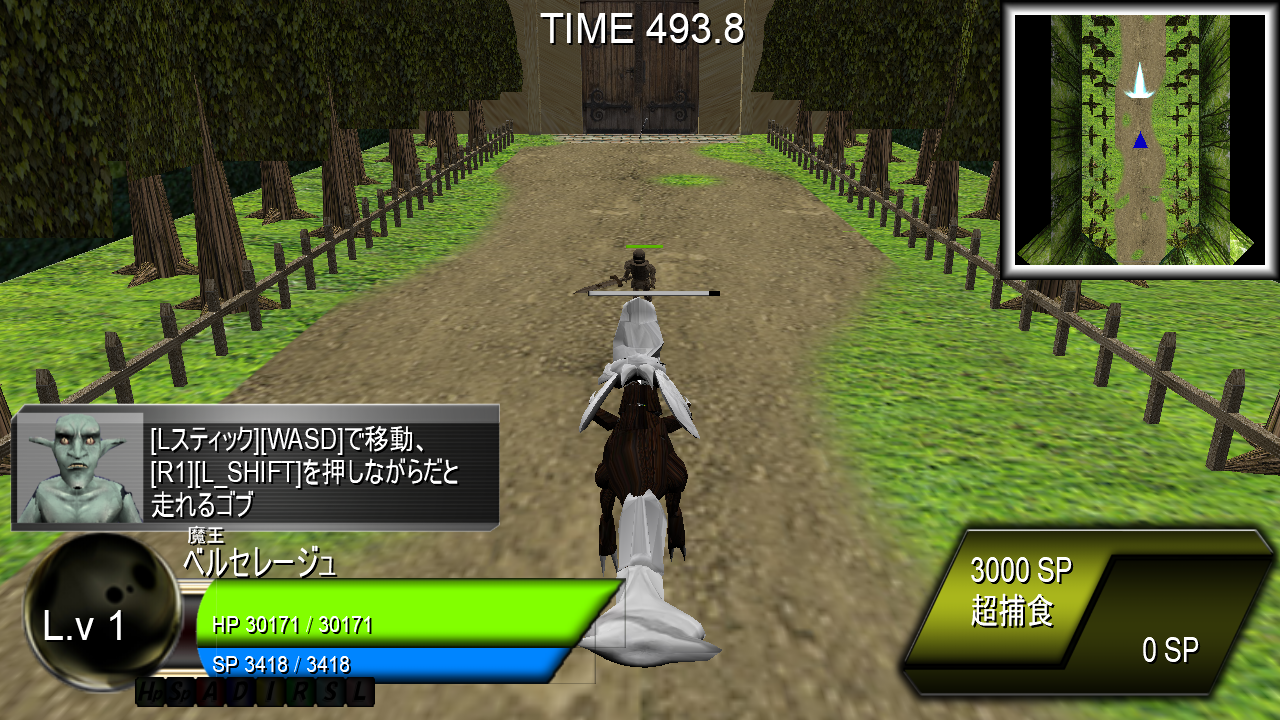 TIME 493.8
[Lスティック][WASD]で移動、
[R1][L_SHIFT]を押しながらだと
走れるゴブ
魔王
ベルセレージュ
L.v 1
HP 30171 / 30171
SP 3418 / 3418
Hp Sp A D I R S L
3000 SP
超捕食
0 SP